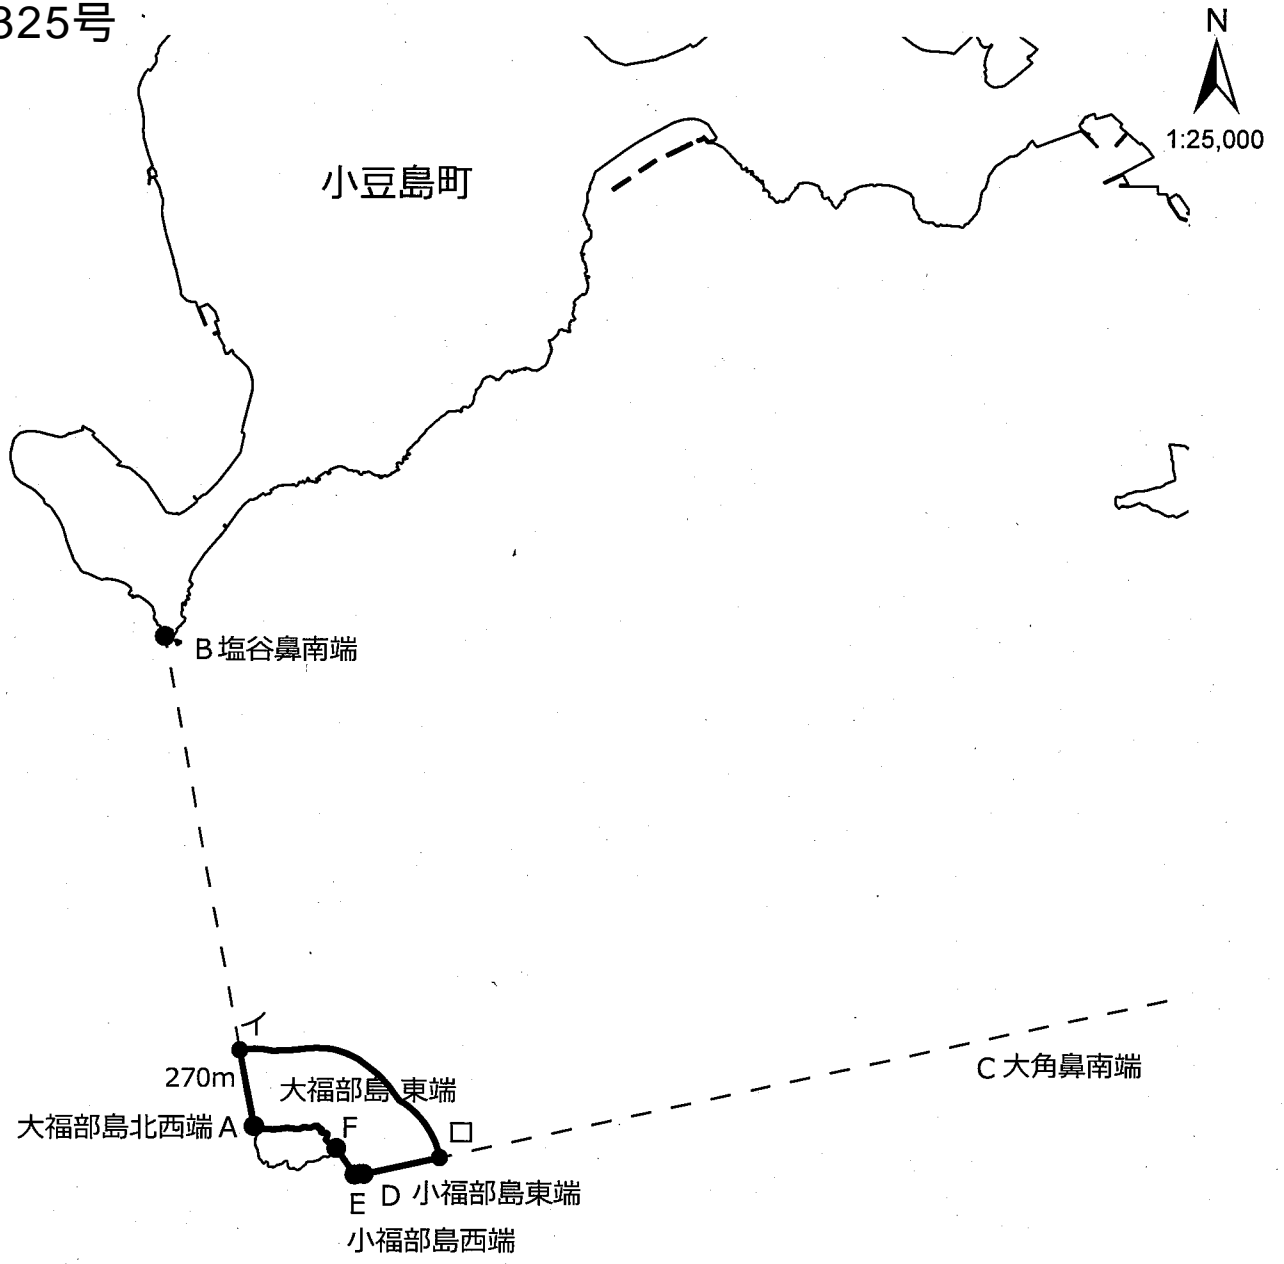 325号
N
1:25,000
小豆島町
B 塩谷鼻南端
イ
270m
大福部島 東端
C 大角鼻南端
大福部島北西端 A
F
ロ
D 小福部島東端
E
小福部島西端